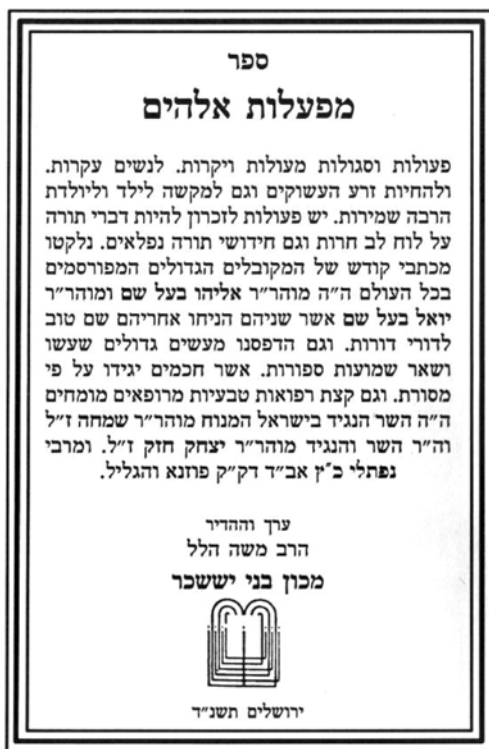 ספר
מפעלות אלהים
פעולות וסגולות מעולות ויקרות. לנשים עקרות.
ולהחיות זרע העשוקים וגם למקשה לילד וליולדת
הרבה שמירות. יש פעולות לזכרון להיות דברי תורה
על לוח לב חרות וגם חידושי תורה נפלאים. נלקטו
מכתבי קודש של המקובלים הגדולים המפורסמים
בכל העולם ה״ה מוהר״ר אליהו בעל שם ומוהר״ר
יואל בעל שם אשר שניהם הניחו אחריהם שם טוב
לדורי דורות. וגם הדפסנו מעשים גדולים שעשו
ושאר שמועות ספורות. אשר חכמים יגידו על פי
מסורת. וגם קצת רפואות טבעיות מרופאים מומחים
ה״ה השר הנגיד בישראל המנוח מוהר״ר שמחה ז״ל
וה״ר השר והנגיד מוהר״ר יצחק חזק ז״ל. ומרבי
נפתלי כ״ץ אב״ד דק״ק פוזנא והגליל.
ערך וההדיר
הרב משה הלל
מכון בני יששכר
ירושלים תשנ״ד